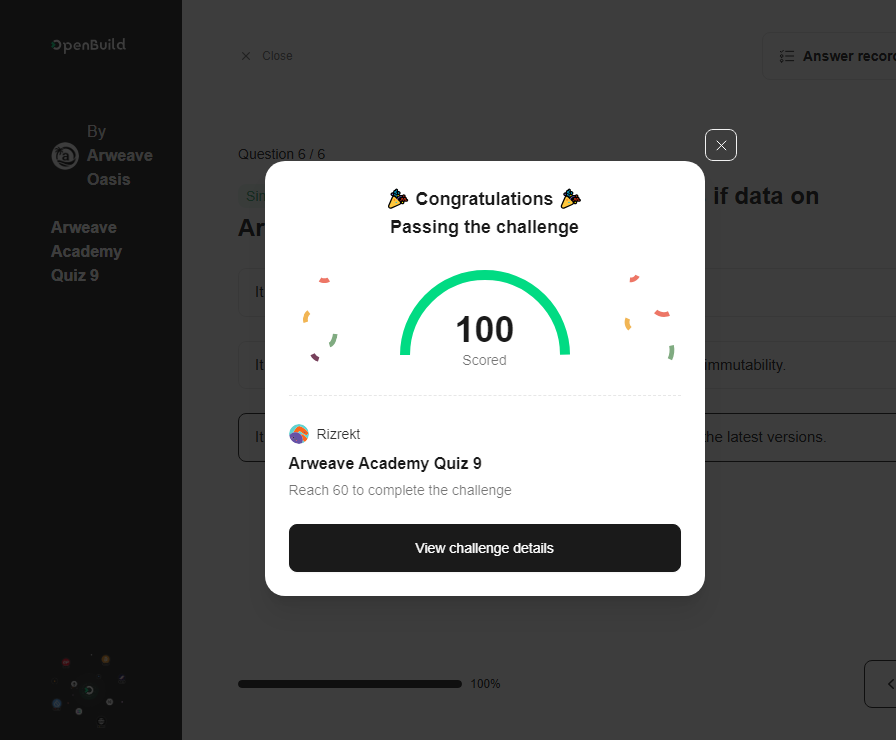 OpenBuild
Close
Answer recor
By
Arweave
Oasis
Arweave
Academy
Quiz 9
Question 6 / 6
Sin
if data on
Ar
It
It
immutability.
It
the latest versions.
Congratulations
Passing the challenge
100
Scored
Rizrekt
Arweave Academy Quiz 9
Reach 60 to complete the challenge
View challenge details
100%